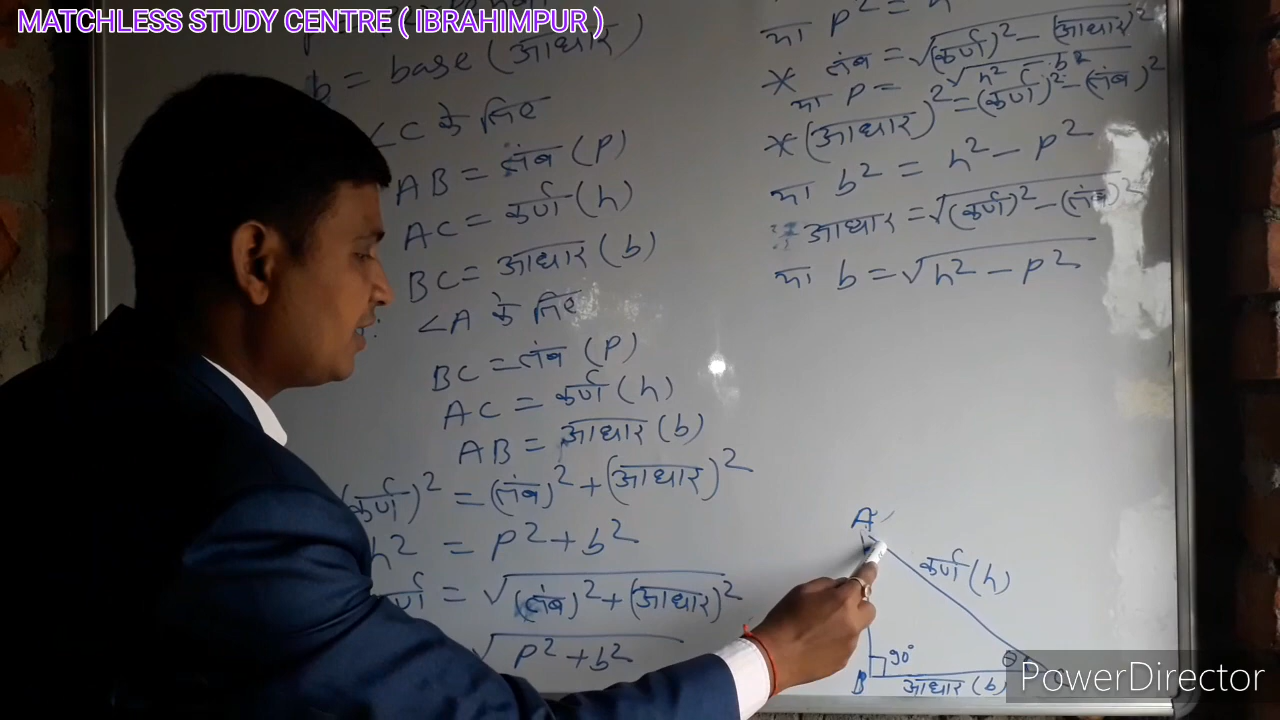 MATCHLESS STUDY CENTRE ( IBRAHIMPUR )
b = base (आधार)
∠C के लिए
AB = लंब (P)
AC = कर्ण (h)
BC = आधार (b)
∠A के लिए
BC = लंब (P)
AC = कर्ण (h)
AB = आधार (b)
(कर्ण)² = (लंब)² + (आधार)²
h² = P² + b²
= √(लंब)² + (आधार)²
√P² + b²
या P² = h
* लंब = √(कर्ण)² – (आधार)²
या P = √h² – b²
* (आधार)² = (कर्ण)² – (लंब)²
या b² = h² – P²
आधार = √(कर्ण)² – (लंब)²
या b = √h² – P²
A
कर्ण (h)
90°
θ
B
आधार (b)
PowerDirector